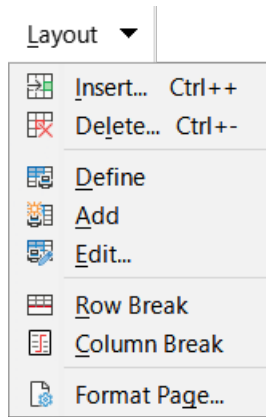 Layout
Insert... Ctrl++
Delete... Ctrl+-
Define
Add
Edit...
Row Break
Column Break
Format Page...